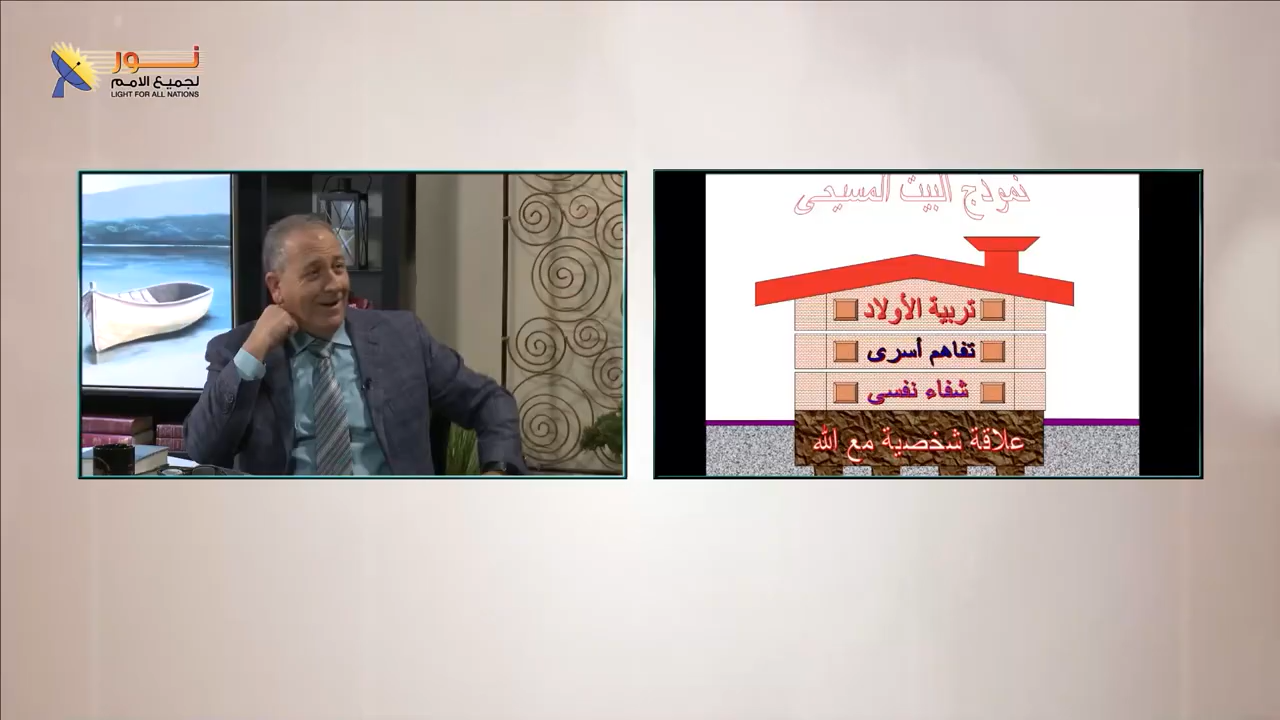 نور
لجميع الامم
LIGHT FOR ALL NATIONS
نموذج البيت المسيحى
تربية الأولاد
تفاهم أسرى
شفاء نفسي
علاقة شخصية مع الله